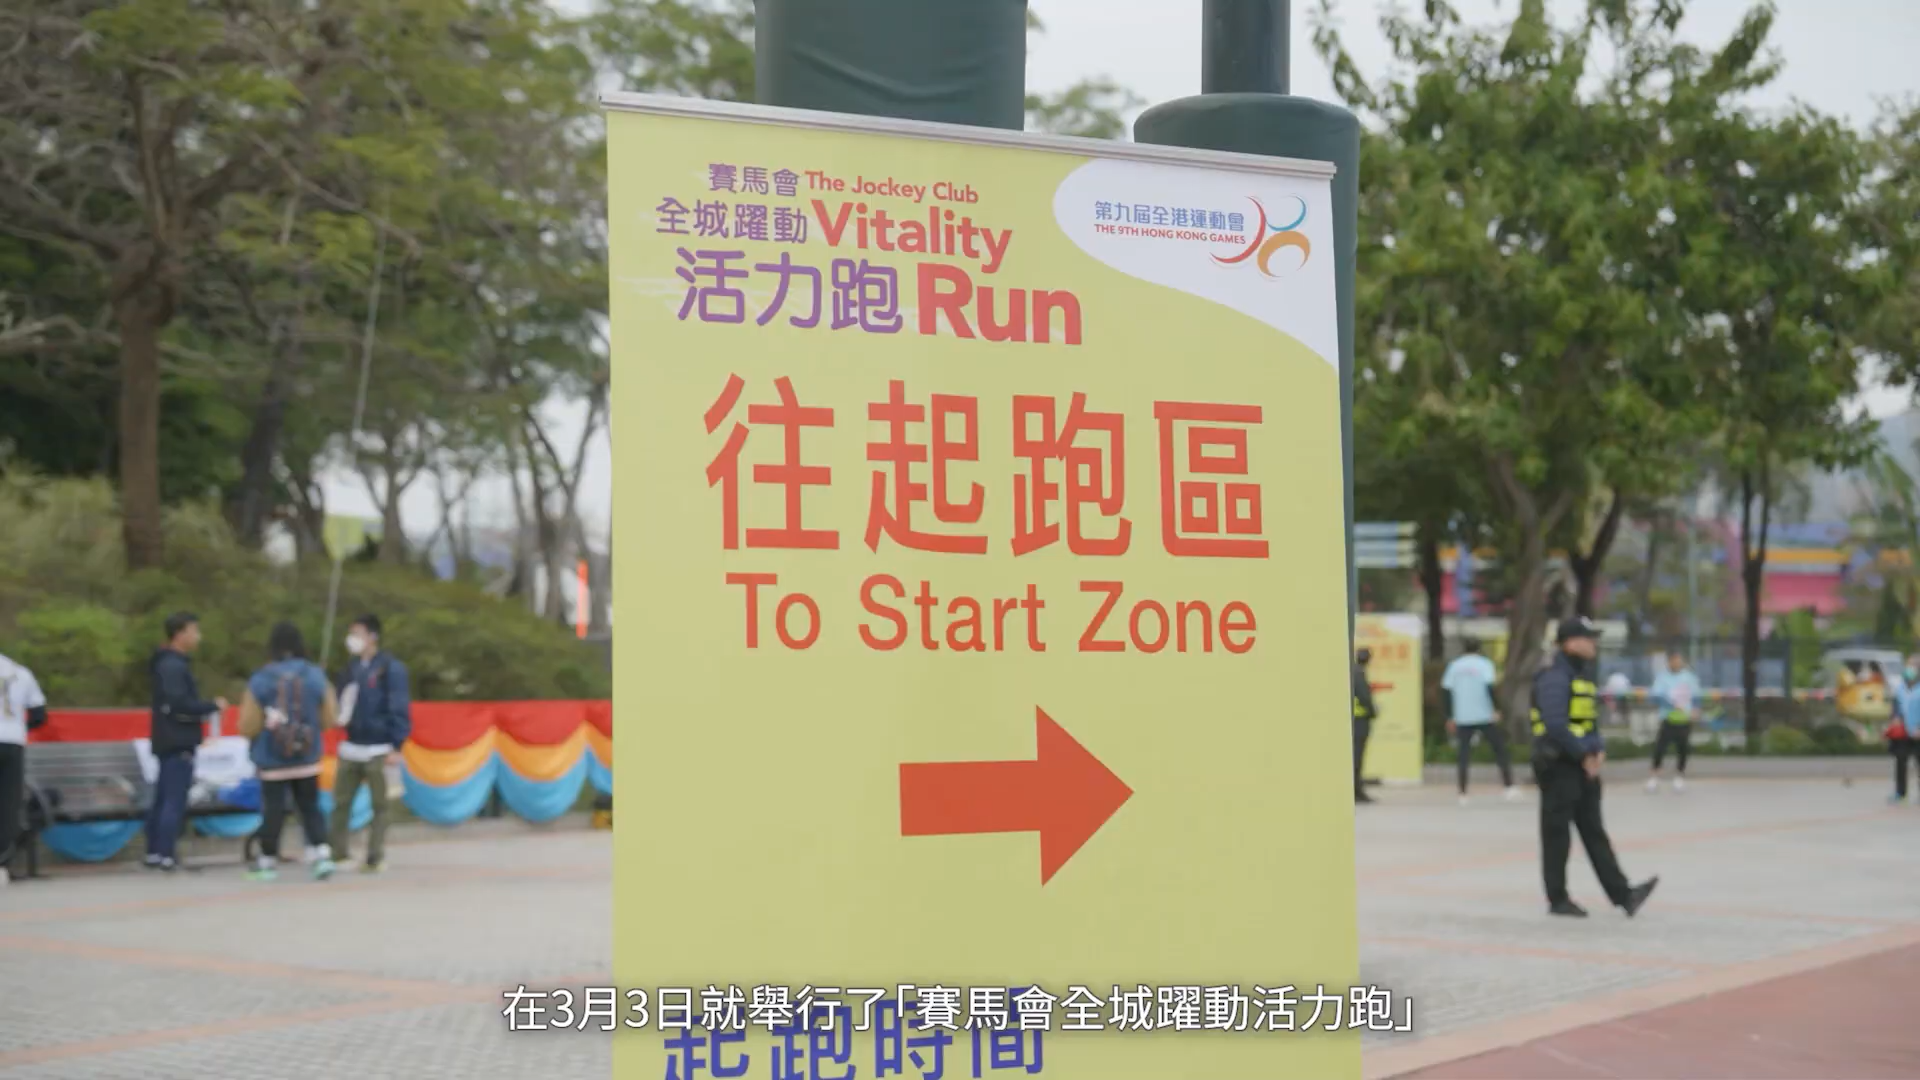 賽馬會 The Jockey Club
全城躍動 Vitality
活力跑 Run
第九屆全港運動會
THE 9TH HONG KONG GAMES
往起跑區
To Start Zone
起跑時間
在3月3日就舉行了「賽馬會全城躍動活力跑」